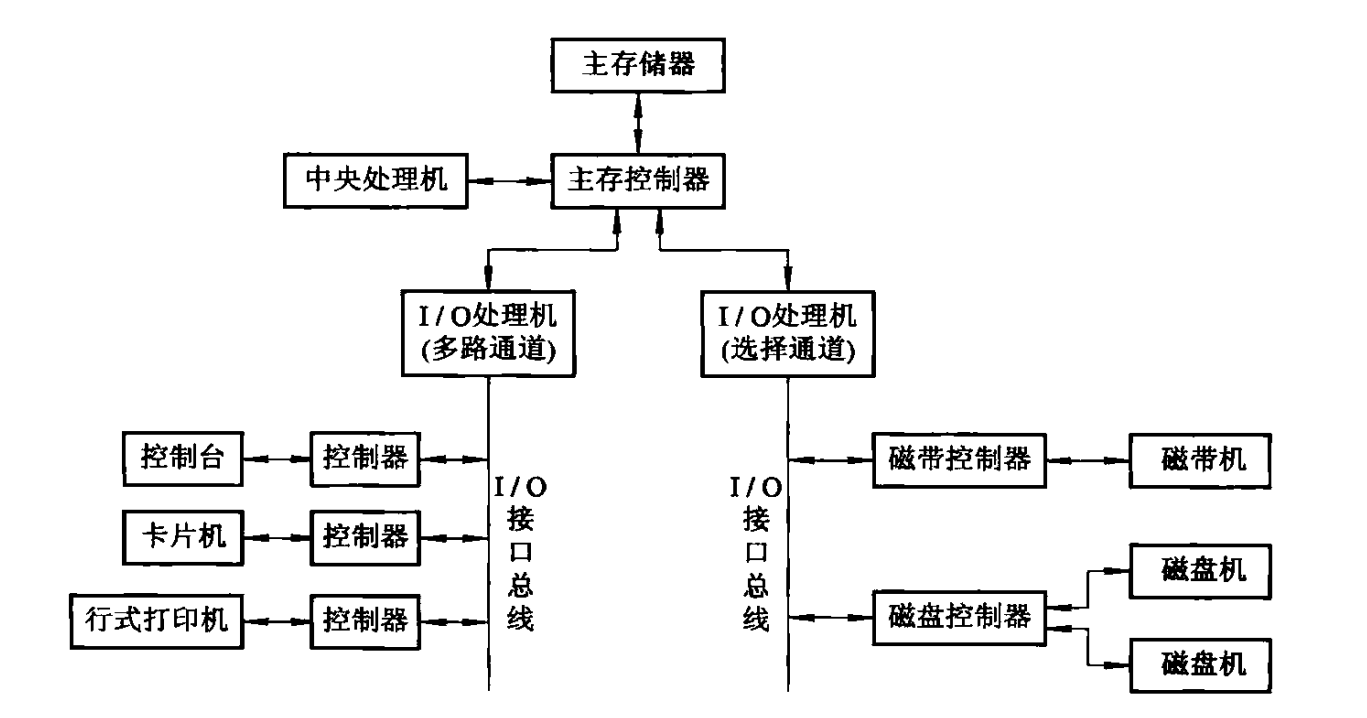 主存储器
中央处理机
主存控制器
I/O处理机
(多路通道)
I/O处理机
(选择通道)
控制台
控制器
卡片机
控制器
行式打印机
控制器
I/O
接
口
总
线
I/O
接
口
总
线
磁带控制器
磁带机
磁盘控制器
磁盘机
磁盘机